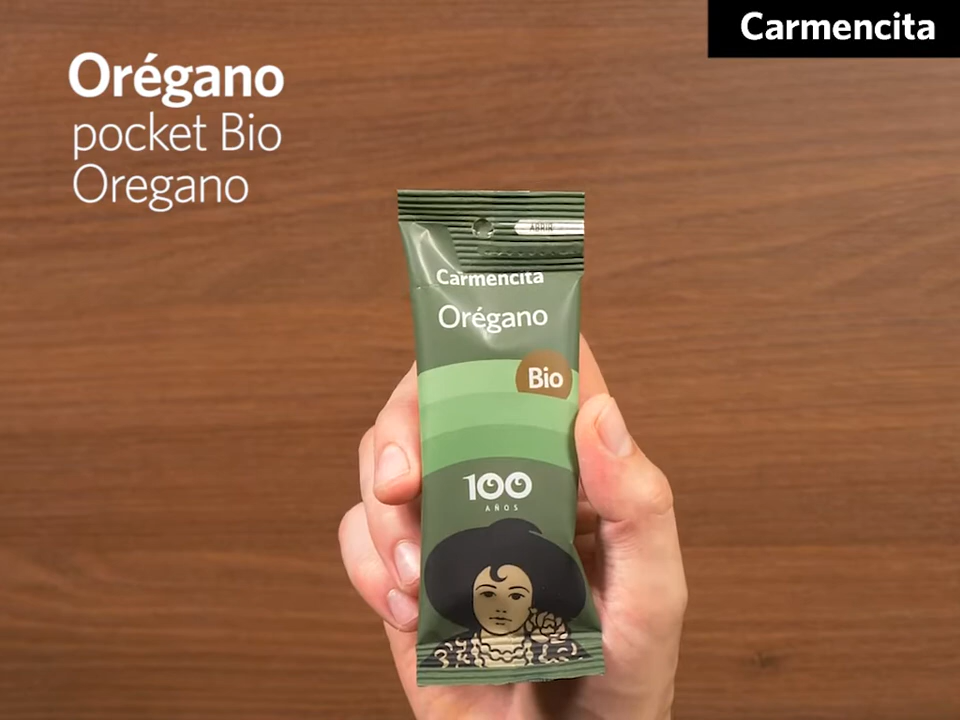 Carmencita
Orégano
pocket Bio
Oregano
ABRIR
Carmencita
Orégano
Bio
100
AÑOS